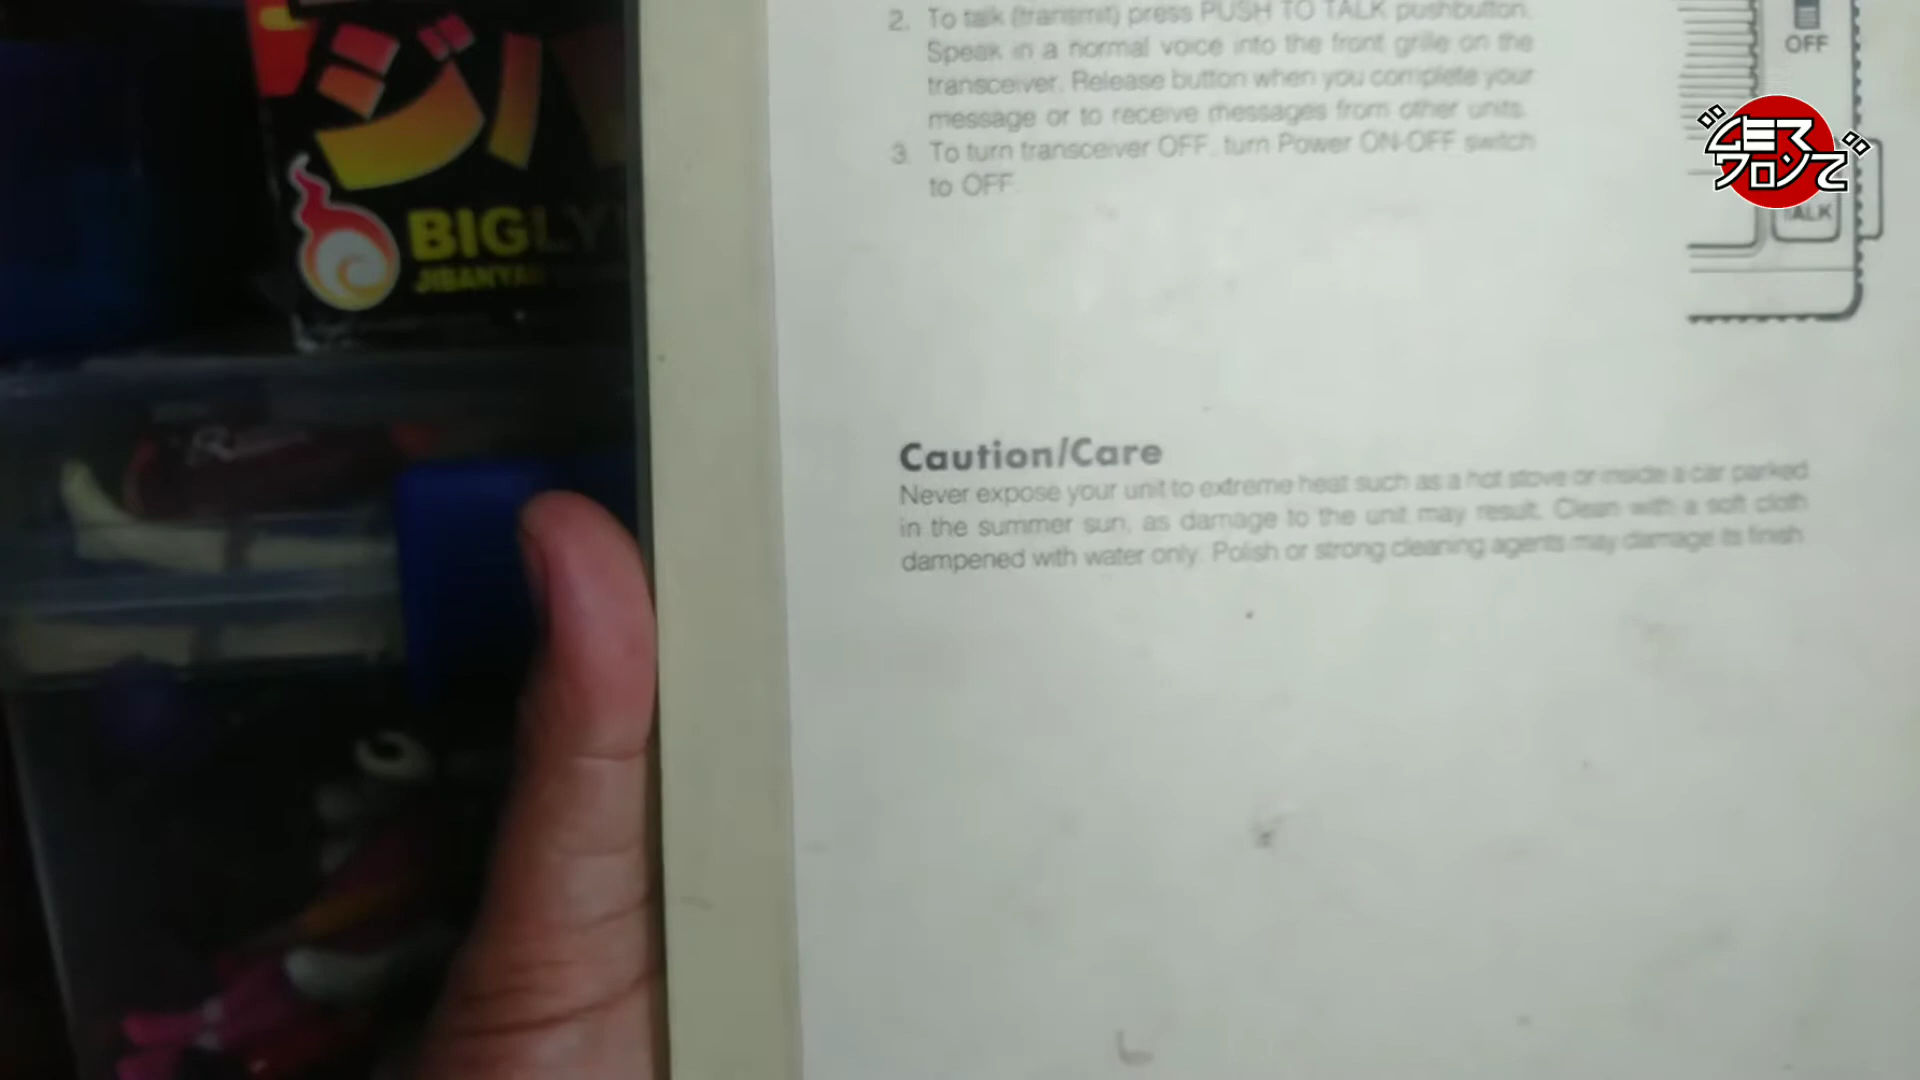 2. To talk (transmit) press PUSH TO TALK pushbutton.
Speak in a normal voice into the front grille on the
transceiver. Release button when you complete your
message or to receive messages from other units.
3. To turn transceiver OFF, turn Power ON-OFF switch
to OFF.
OFF
TALK
Caution/Care
Never expose your unit to extreme heat such as a hot stove or inside a car parked
in the summer sun, as damage to the unit may result. Clean with a soft cloth
dampened with water only. Polish or strong cleaning agents may damage its finish
ジバ
BIGLY
JIBANYAN